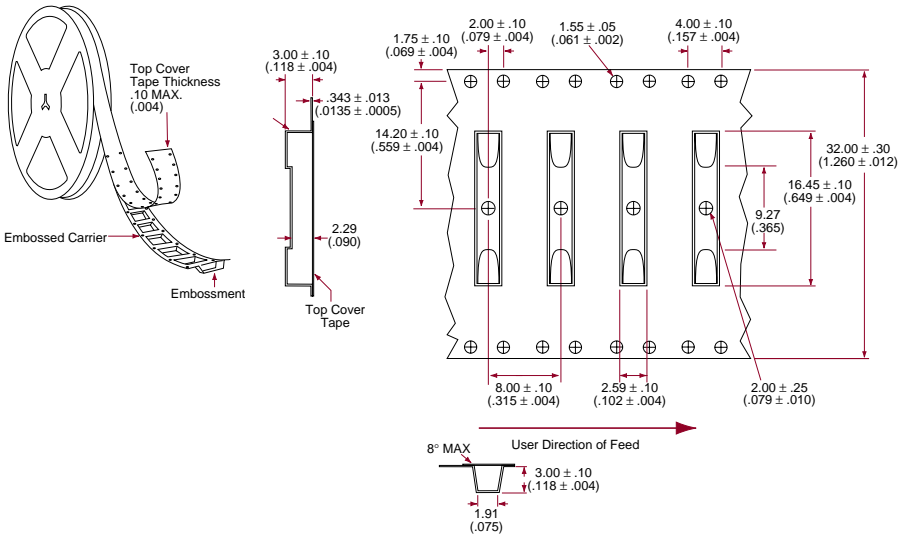 Top Cover
Tape Thickness
.10 MAX.
(.004)
Embossed Carrier
Embossment
3.00 ± .10
(.118 ± .004)
.343 ± .013
(.0135 ± .0005)
2.29
(.090)
Top Cover
Tape
1.75 ± .10
(.069 ± .004)
2.00 ± .10
(.079 ± .004)
1.55 ± .05
(.061 ± .002)
4.00 ± .10
(.157 ± .004)
14.20 ± .10
(.559 ± .004)
32.00 ± .30
(1.260 ± .012)
16.45 ± .10
(.649 ± .004)
9.27
(.365)
8.00 ± .10
(.315 ± .004)
2.59 ± .10
(.102 ± .004)
2.00 ± .25
(.079 ± .010)
User Direction of Feed
8° MAX
3.00 ± .10
(.118 ± .004)
1.91
(.075)